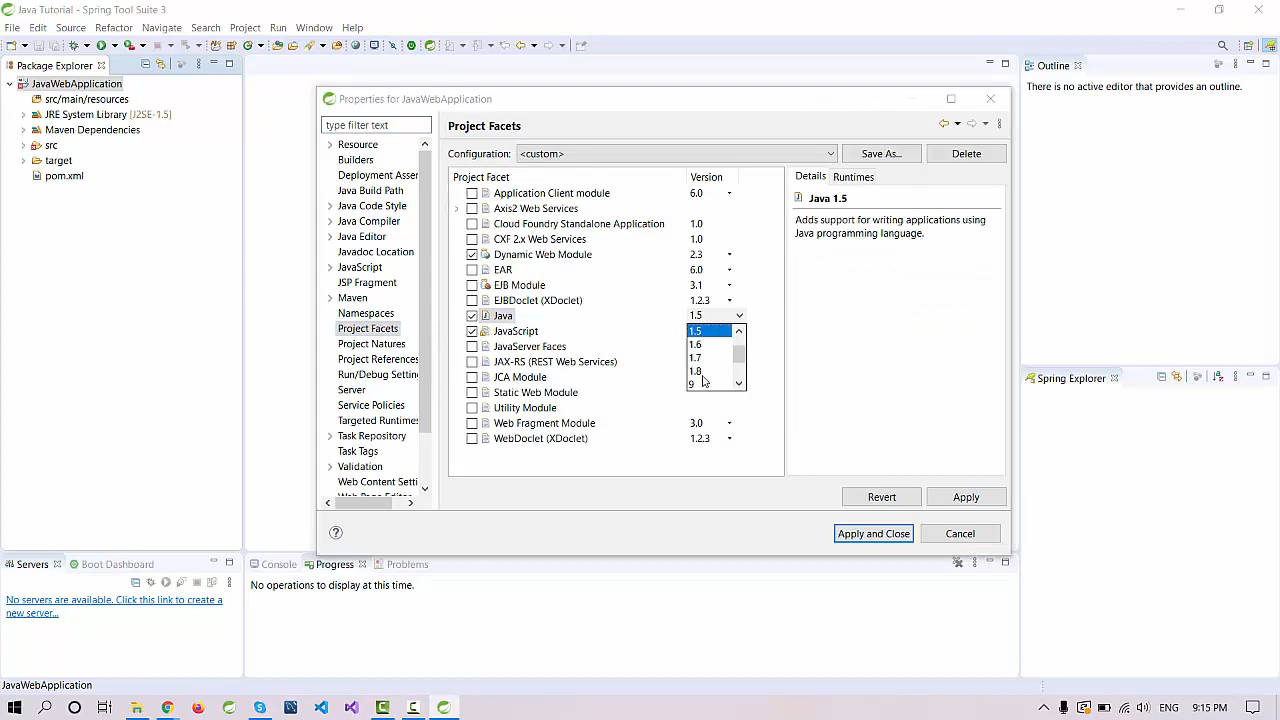 Java Tutorial - Spring Tool Suite 3
File Edit Source Refactor Navigate Search Project Run Window Help
Package Explorer
JavaWebApplication
src/main/resources
JRE System Library [J2SE-1.5]
Maven Dependencies
src
target
pom.xml
Properties for JavaWebApplication
type filter text
Resource
Builders
Deployment Asser
Java Build Path
Java Code Style
Java Compiler
Java Editor
Javadoc Location
JavaScript
JSP Fragment
Maven
Namespaces
Project Facets
Project Natures
Project References
Run/Debug Setting
Server
Service Policies
Targeted Runtimes
Task Repository
Task Tags
Validation
Web Content Setti
Web Page Editor
Project Facets
Configuration: <custom> Save As... Delete
Project Facet Version
Application Client module 6.0
Axis2 Web Services
Cloud Foundry Standalone Application 1.0
CXF 2.x Web Services 1.0
Dynamic Web Module 2.3
EAR 6.0
EJB Module 3.1
EJBDoclet (XDoclet) 1.2.3
Java 1.5
JavaScript
JavaServer Faces
JAX-RS (REST Web Services)
JCA Module
Static Web Module
Utility Module
Web Fragment Module 3.0
WebDoclet (XDoclet) 1.2.3
1.5
1.6
1.7
1.8
9
Details Runtimes
Java 1.5
Adds support for writing applications using
Java programming language.
Revert Apply
Apply and Close Cancel
Outline
There is no active editor that provides an outline.
Spring Explorer
Servers Boot Dashboard
No servers are available. Click this link to create a
new server...
Console Progress Problems
No operations to display at this time.
JavaWebApplication
ENG 9:15 PM